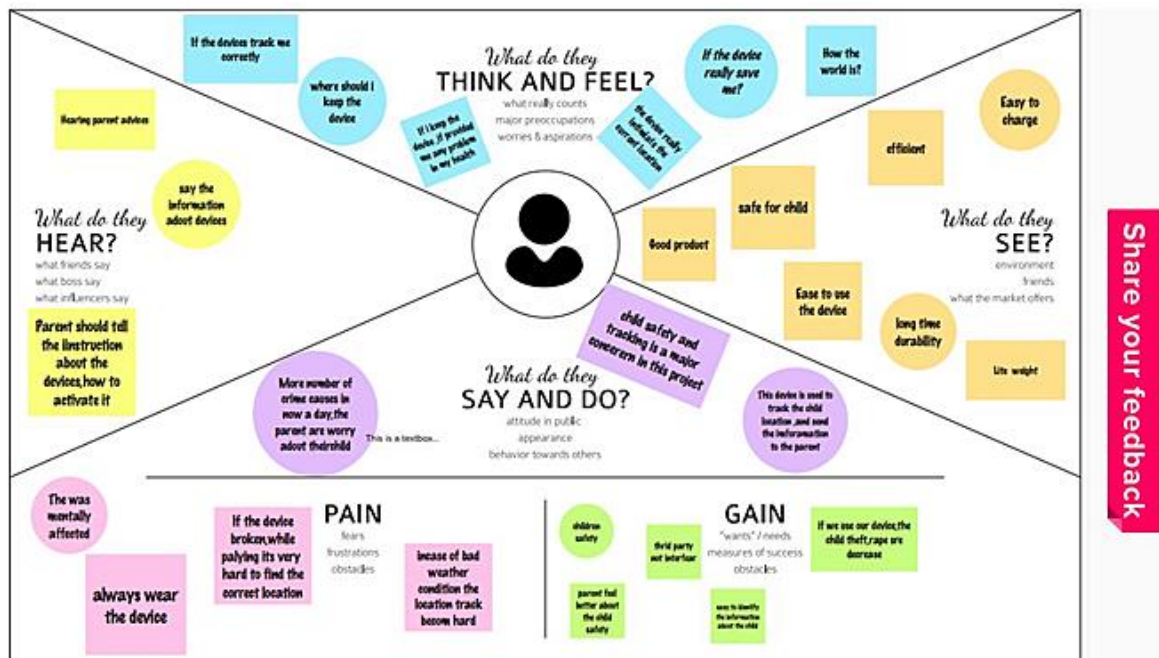 If the devices track me
correctly
where should I
keep the
device
If i keep the
device ,if provided
me any problem
in my health
What do they
THINK AND FEEL?
what really counts
major preoccupations
worries & aspirations
the device really
current location
If the device
really save
me?
How the
world is?
Hearing parent advices
say the
information
adout devices
What do they
HEAR?
what friends say
what boss say
what influencers say
Parent should tell
the iinstruction
about the
devices,how to
activate it
Easy to
charge
efficient
safe for child
Good product
What do they
SEE?
environment
friends
what the market offers
Ease to use
the device
long time
durability
Lite weight
child safety and
tracking is a major
concerern in this project
More number of
crime causes in
now a day,the
parent are worry
adout theirchild
This is a textbox...
What do they
SAY AND DO?
attitude in public
appearance
behavior towards others
This device is used to
track the child
location ,and send
the imforamation
to the parent
The was
mentally
affected
always wear
the device
If the device
broken,while
palying its very
hard to find the
correct location
PAIN
fears
frustrations
obstacles
incase of bad
weather
condition the
location track
becom hard
children
safety
thrid party
not interfear
parent feel
better about
the child
safety
GAIN
"wants" / needs
measures of success
obstacles
easy to identify
the information
about the child
If we use our device,the
child theft,rape are
decrease
Share your feedback